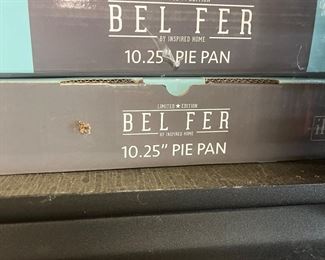 EDITION
BEL FER
BY INSPIRED HOME
10.25" PIE PAN
LIMITED ★ EDITION
BEL FER
BY INSPIRED HOME
10.25" PIE PAN